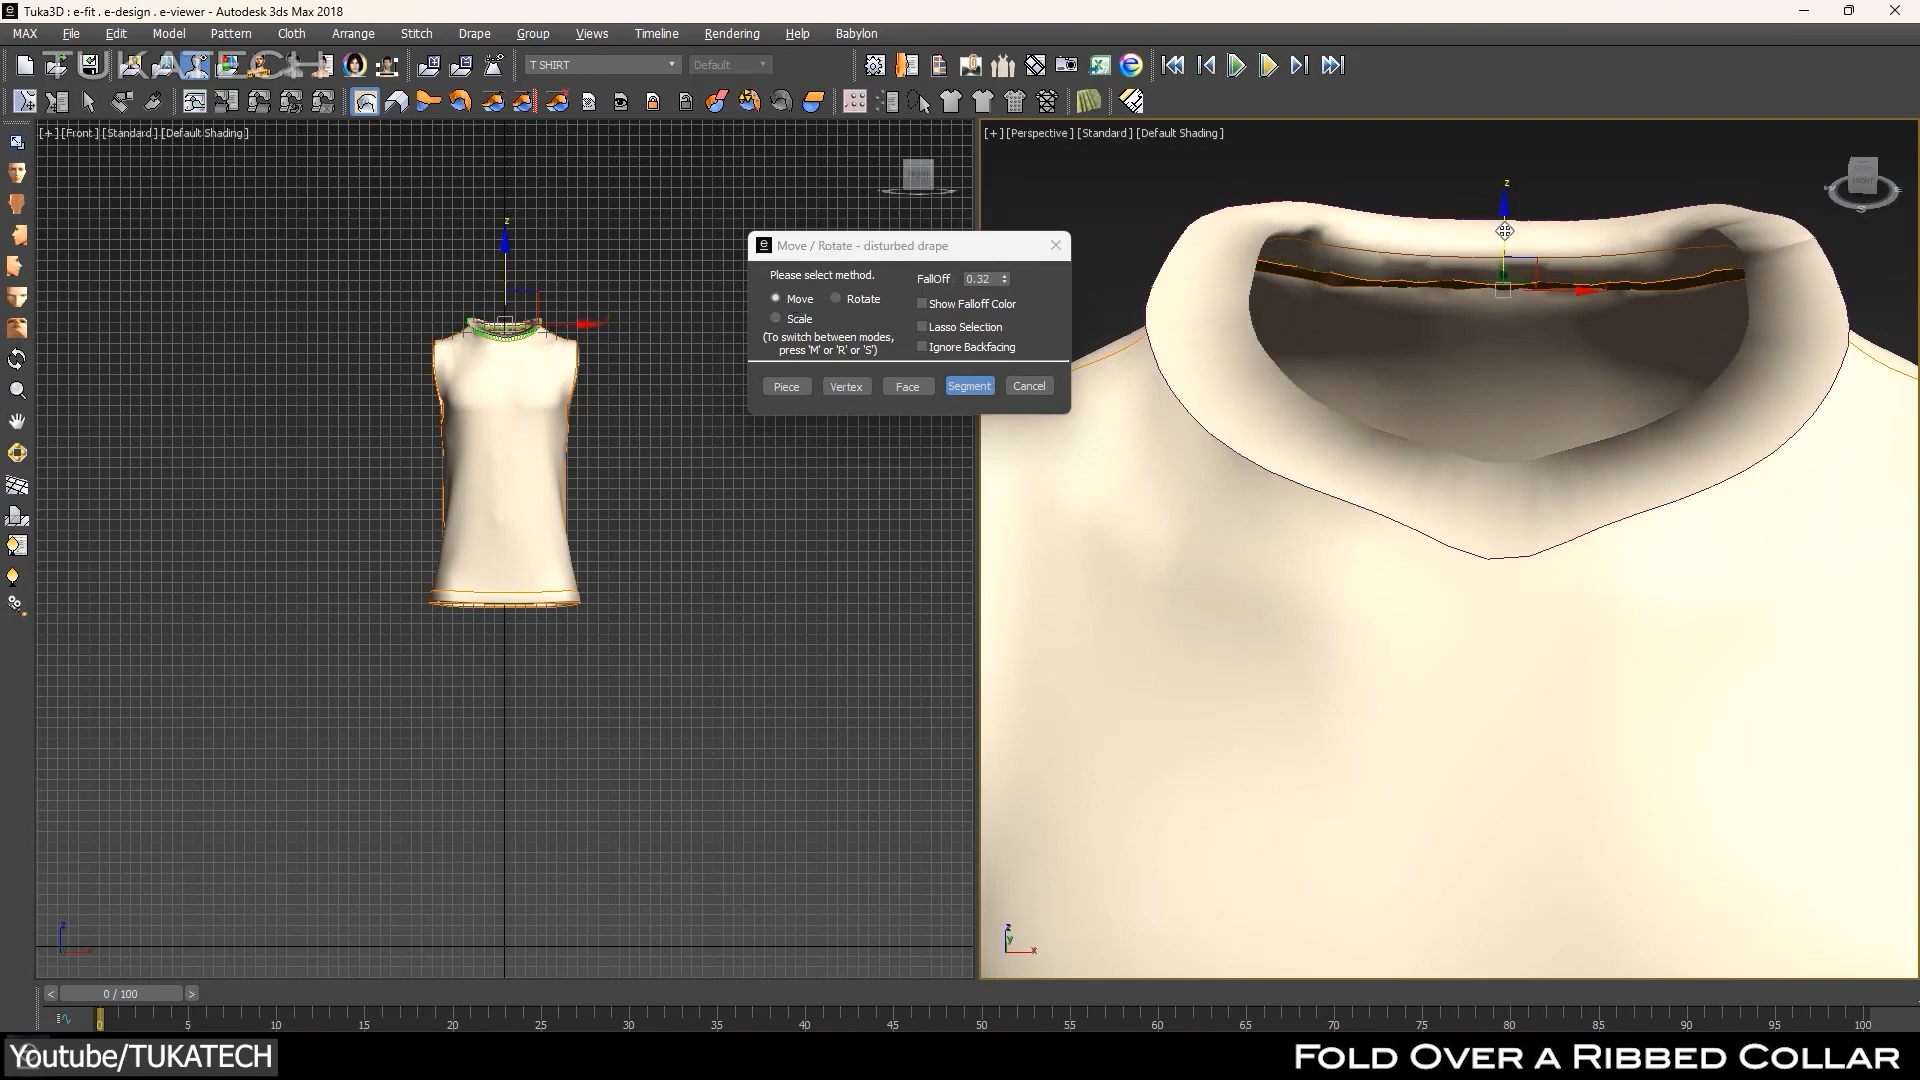 Tuka3D : e-fit . e-design . e-viewer - Autodesk 3ds Max 2018
MAX File Edit Model Pattern Cloth Arrange Stitch Drape Group Views Timeline Rendering Help Babylon
TUKATECH
T SHIRT Default
[+] [Front] [Standard] [Default Shading]
[+] [Perspective] [Standard] [Default Shading]
FRONT
FRONT
S
z
z
Move / Rotate - disturbed drape
Please select method.
FallOff 0.32
Move Rotate
Show Falloff Color
Scale
Lasso Selection
(To switch between modes,
press 'M' or 'R' or 'S')
Ignore Backfacing
Piece Vertex Face Segment Cancel
z
x
z
y
x
< 0 / 100 >
0 5 10 15 20 25 30 35 40 45 50 55 60 65 70 75 80 85 90 95 100
Youtube/TUKATECH
FOLD OVER A RIBBED COLLAR